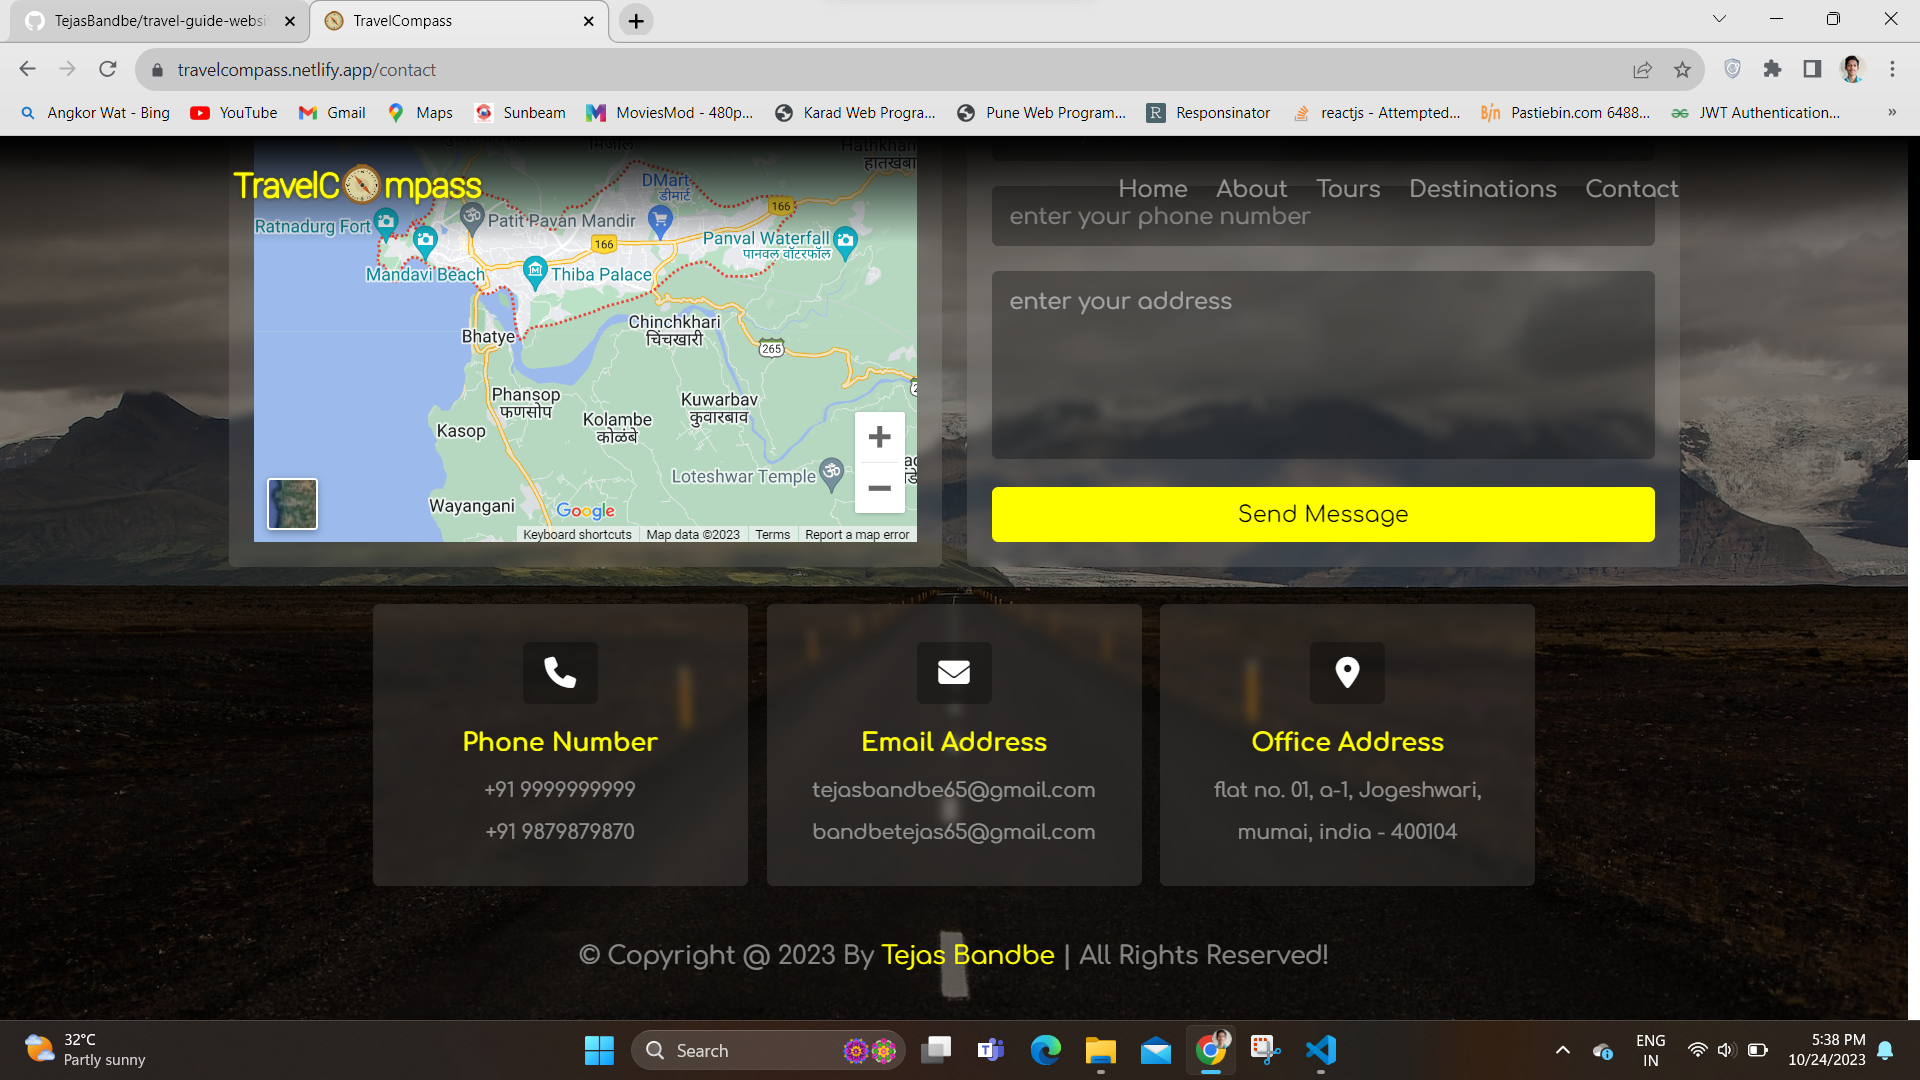 TejasBandbe/travel-guide-websi
TravelCompass
travelcompass.netlify.app/contact
Angkor Wat - Bing
YouTube
Gmail
Maps
Sunbeam
MoviesMod - 480p...
Karad Web Progra...
Pune Web Program...
R
Responsinator
reactjs - Attempted...
Pastiebin.com 6488...
JWT Authentication...
»
TravelC mpass
Home
About
Tours
Destinations
Contact
हातखंबा
DMart
डीमार्ट
166
Ratnadurg Fort
Patit Pavan Mandir
166
Panval Waterfall
पानवल वॉटरफॉल
Mandavi Beach
Thiba Palace
Bhatye
Chinchkhari
चिंचखारी
265
Phansop
फणसोप
Kuwarbav
कुवारबाव
Kolambe
कोळंबे
Kasop
Loteshwar Temple
Wayangani
Google
Keyboard shortcuts
Map data ©2023
Terms
Report a map error
enter your phone number
enter your address
Send Message
Phone Number
+91 9999999999
+91 9879879870
Email Address
tejasbandbe65@gmail.com
bandbetejas65@gmail.com
Office Address
flat no. 01, a-1, Jogeshwari,
mumai, india - 400104
© Copyright @ 2023 By Tejas Bandbe | All Rights Reserved!
32°C
Partly sunny
Search
ENG
IN
5:38 PM
10/24/2023